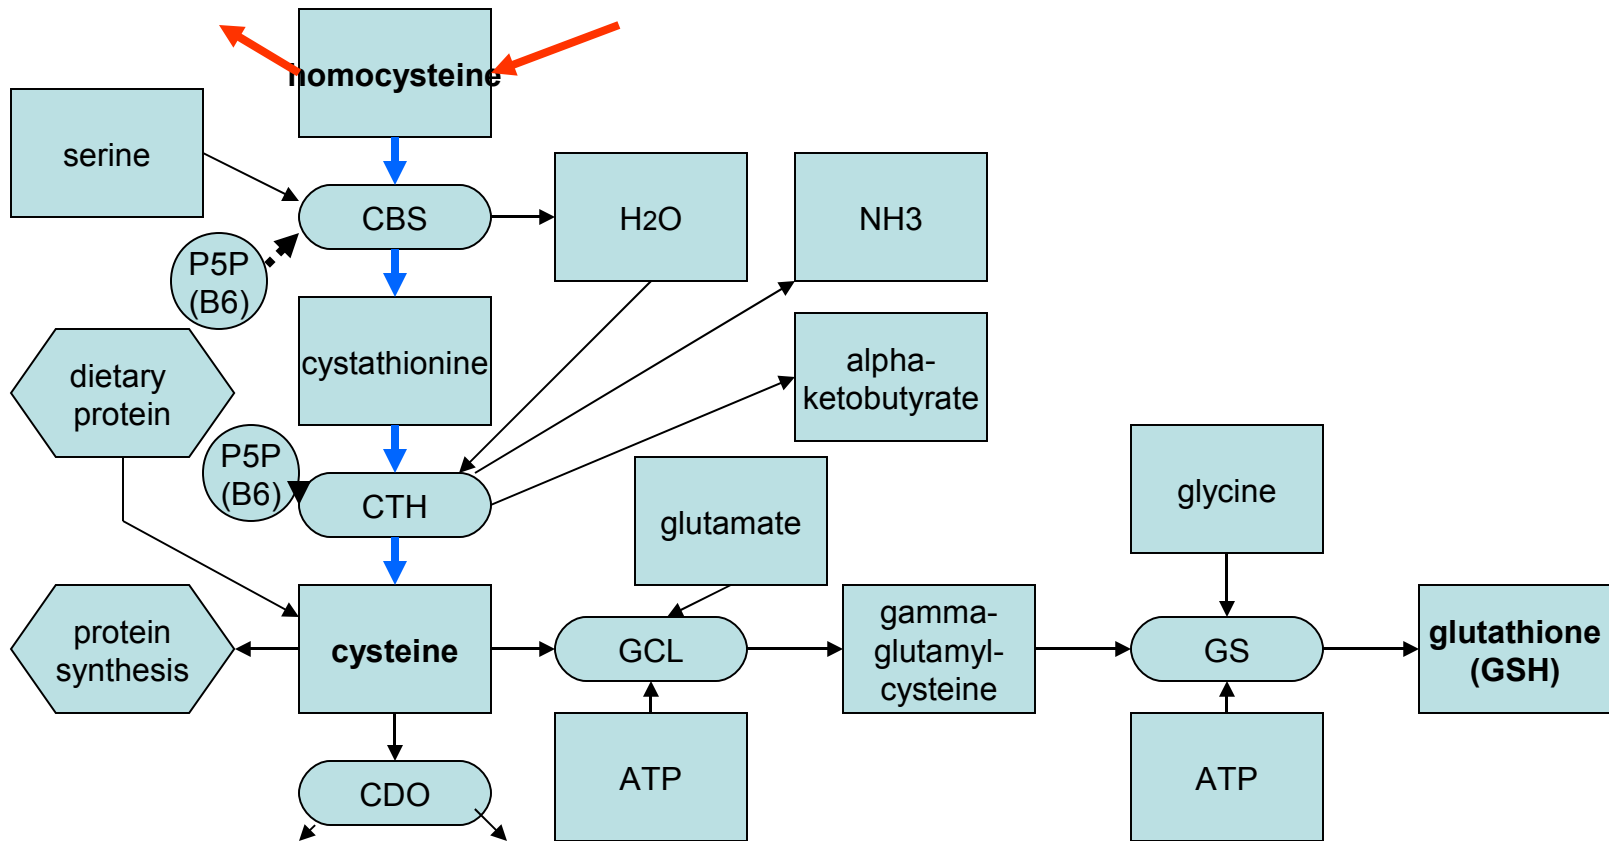 homocysteine
serine
CBS
H2O
NH3
P5P
(B6)
dietary
protein
cystathionine
alpha-
ketobutyrate
P5P
(B6)
CTH
glutamate
glycine
protein
synthesis
cysteine
GCL
gamma-
glutamyl-
cysteine
GS
glutathione
(GSH)
CDO
ATP
ATP